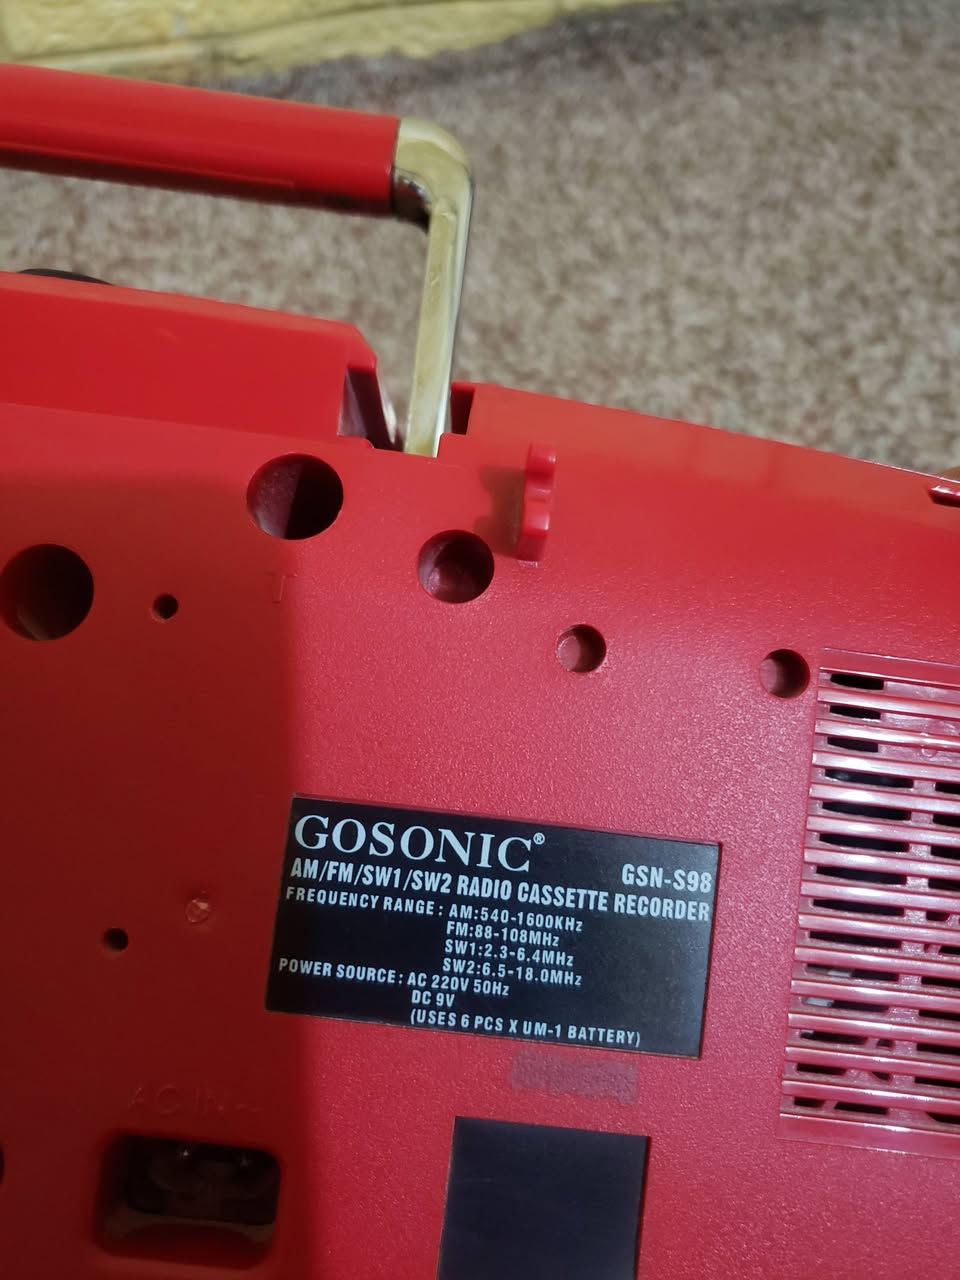 T
GOSONIC®
GSN-S98
AM/FM/SW1/SW2 RADIO CASSETTE RECORDER
FREQUENCY RANGE : AM:540-1600KHz
FM:88-108MHz
SW1:2.3-6.4MHz
SW2:6.5-18.0MHz
POWER SOURCE : AC 220V 50Hz
DC 9V
(USES 6 PCS X UM-1 BATTERY)
AC IN ~